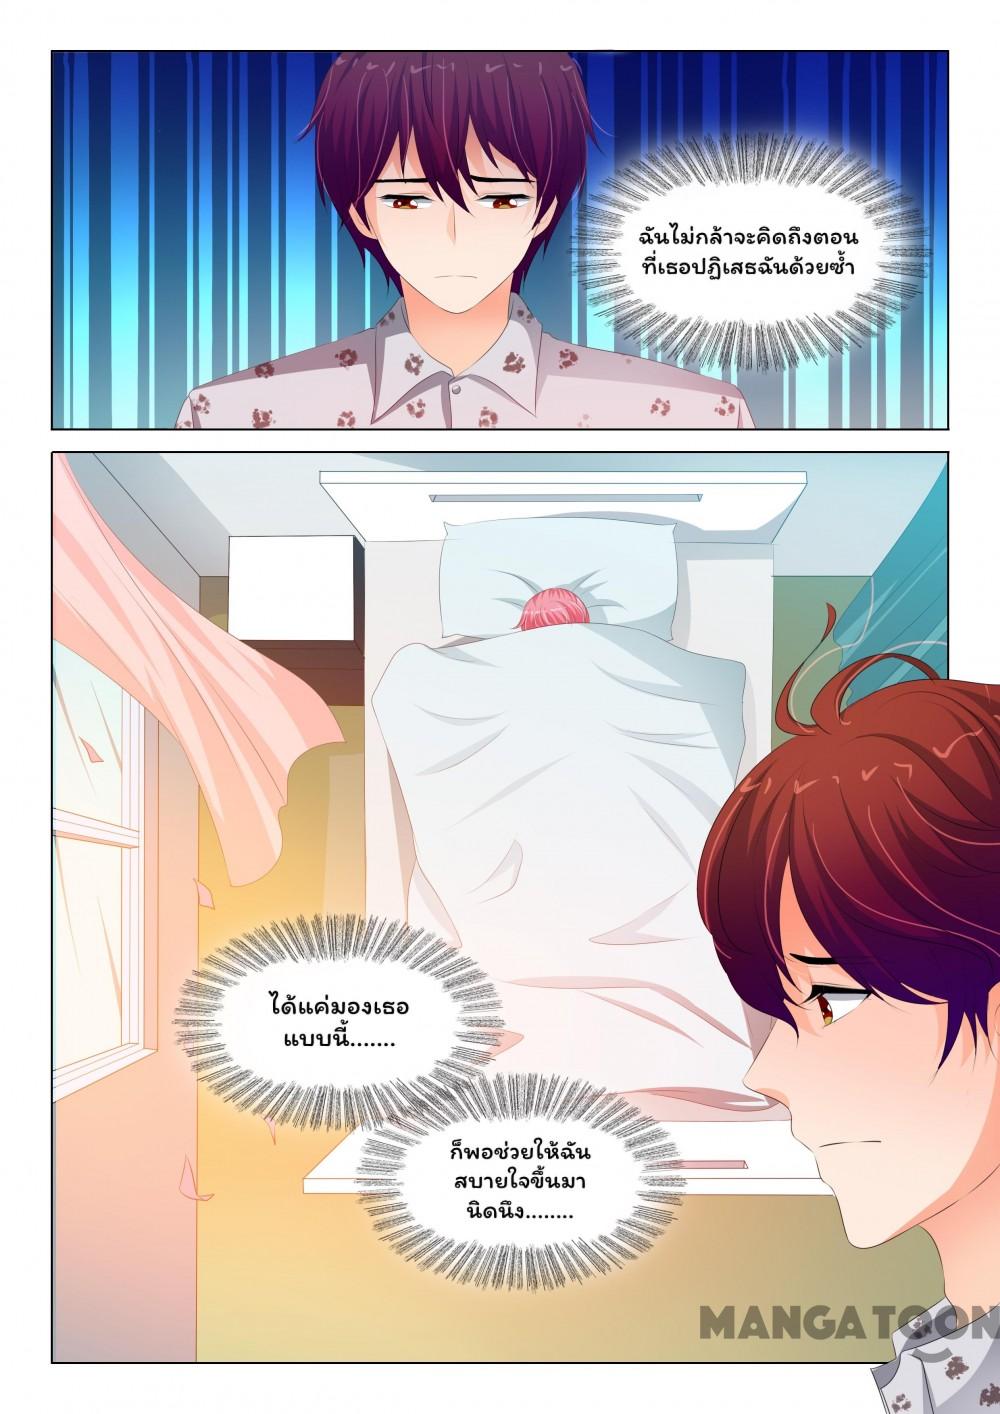 ฉันไม่กล้าจะคิดถึงตอน
ที่เธอปฏิเสธฉันด้วยซ้ำ
ได้แค่มองเธอ
แบบนี้.......
ก็พอช่วยให้ฉัน
สบายใจขึ้นมา
นิดนึง........
MANGATOON